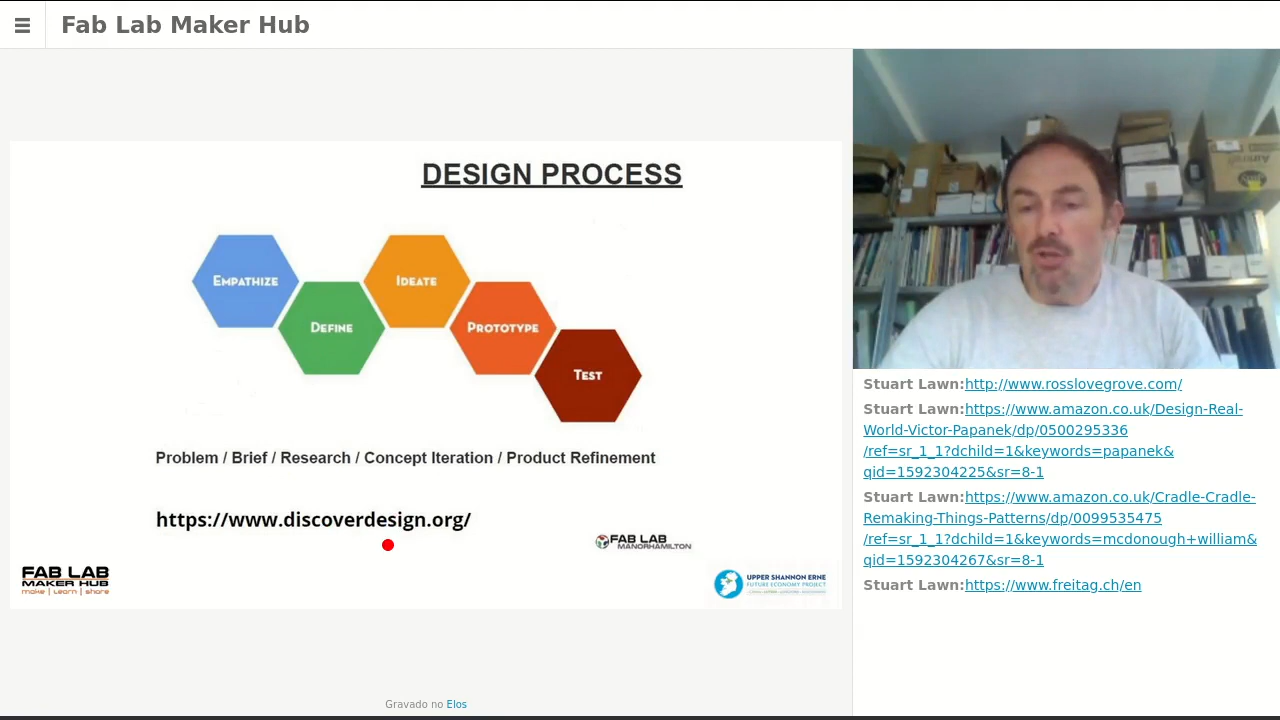 Fab Lab Maker Hub
DESIGN PROCESS
EMPATHIZE
DEFINE
IDEATE
PROTOTYPE
TEST
Problem / Brief / Research / Concept Iteration / Product Refinement
https://www.discoverdesign.org/
FAB LAB
MANORHAMILTON
FAB LAB
MAKER HUB
make | Learn | share
UPPER SHANNON ERNE
FUTURE ECONOMY PROJECT
Gravado no Elos
Stuart Lawn:http://www.rosslovegrove.com/
Stuart Lawn:https://www.amazon.co.uk/Design-Real-
World-Victor-Papanek/dp/0500295336
/ref=sr_1_1?dchild=1&keywords=papanek&
qid=1592304225&sr=8-1
Stuart Lawn:https://www.amazon.co.uk/Cradle-Cradle-
Remaking-Things-Patterns/dp/0099535475
/ref=sr_1_1?dchild=1&keywords=mcdonough+william&
qid=1592304267&sr=8-1
Stuart Lawn:https://www.freitag.ch/en